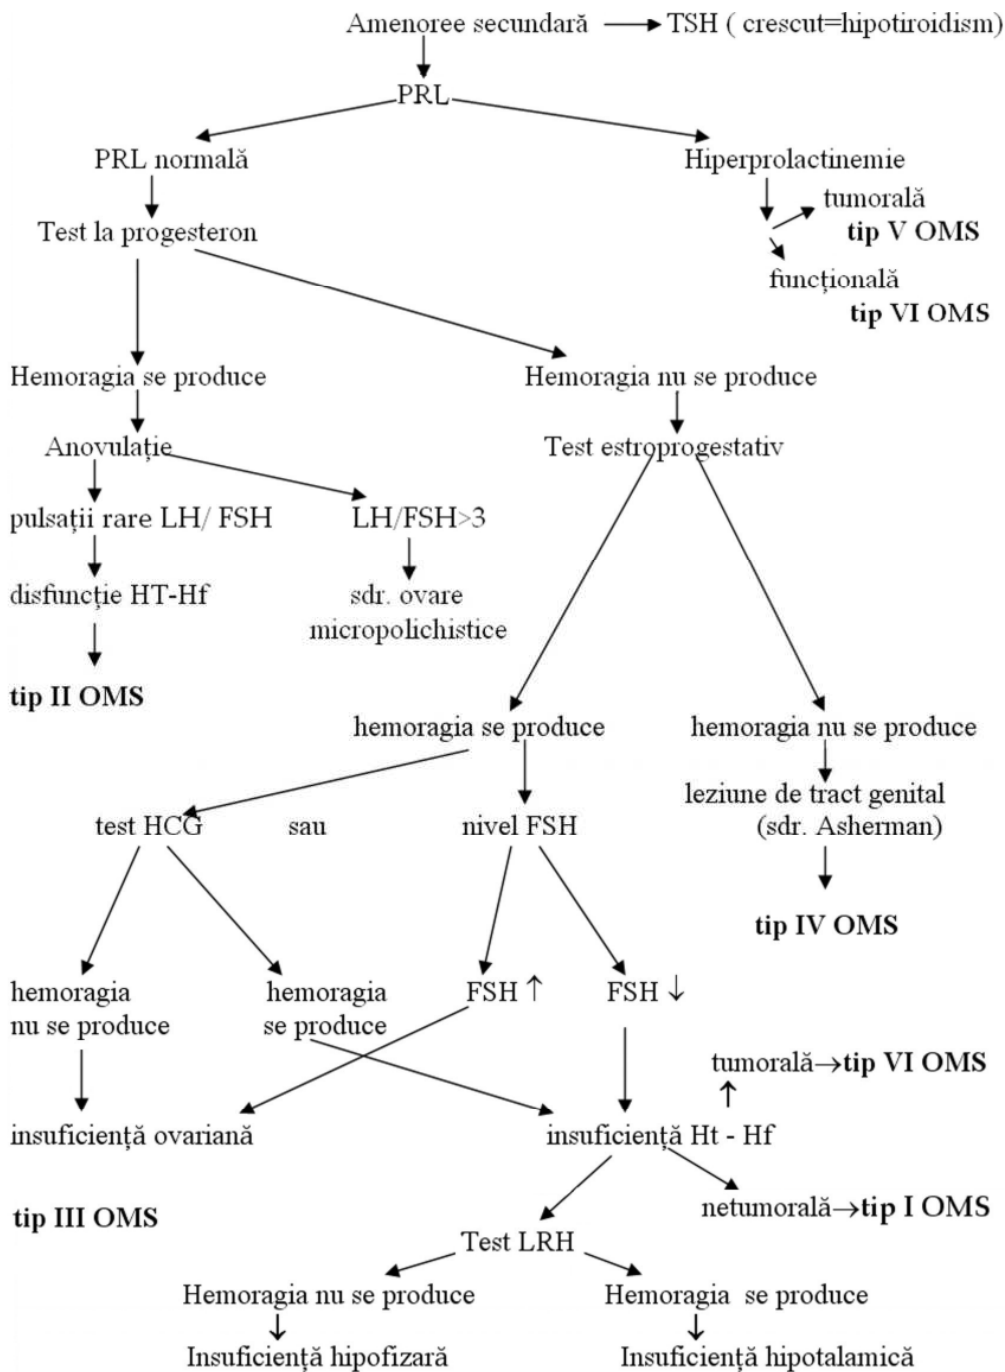 Amenoree secundară → TSH ( crescut=hipotiroidism)
PRL
PRL normală
Hiperprolactinemie
tumorală
tip V OMS
Test la progesteron
funcțională
tip VI OMS
Hemoragia se produce
Hemoragia nu se produce
Anovulație
Test estroprogestativ
pulsații rare LH/ FSH
LH/FSH>3
disfuncție HT-Hf
sdr. ovare
micropolichistice
tip II OMS
hemoragia se produce
hemoragia nu se produce
leziune de tract genital
(sdr. Asherman)
test HCG sau nivel FSH
tip IV OMS
hemoragia
nu se produce
hemoragia
se produce
FSH ↑
FSH ↓
tumorală→tip VI OMS
↑
insuficiență ovariană
insuficiență Ht - Hf
tip III OMS
netumorală→tip I OMS
Test LRH
Hemoragia nu se produce
Hemoragia se produce
Insuficiență hipofizară
Insuficiență hipotalamică